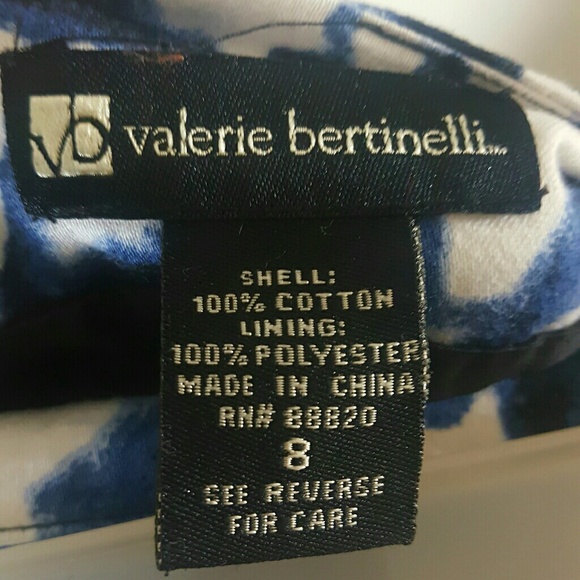 vb valerie bertinelli...
SHELL:
100% COTTON
LINING:
100% POLYESTER
MADE IN CHINA
RN# 88820
8
SEE REVERSE
FOR CARE